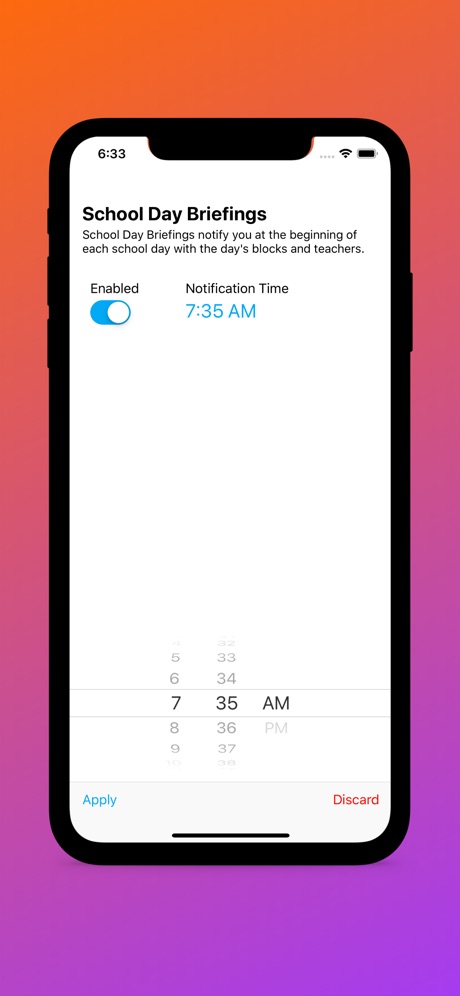 6:33
School Day Briefings
School Day Briefings notify you at the beginning of
each school day with the day's blocks and teachers.
Enabled Notification Time
7:35 AM
4 32
5 33
6 34
7 35 AM
8 36 PM
9 37
10 38
Apply Discard